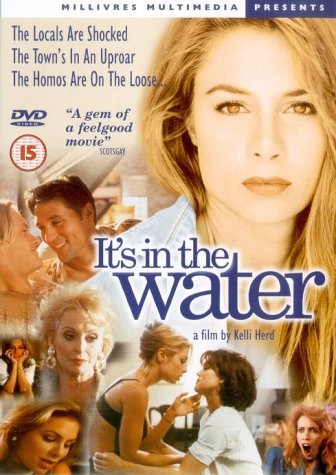 MILLIVRES MULTIMEDIA PRESENTS
The Locals Are Shocked
The Town's In An Uproar
The Homos Are On The Loose...
DVD
VIDEO
15
"A gem of
a feelgood
movie"
SCOTSGAY
It's in the
water
a film by Kelli Herd